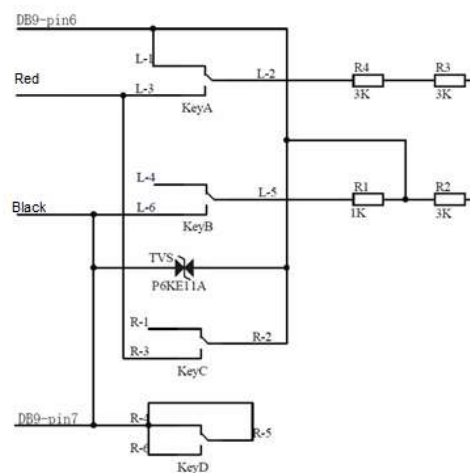 DB9-pin6
L-1
L-2
R4
R3
Red
L-3
3K
3K
KeyA
L-4
L-5
R1
R2
Black
L-6
1K
3K
KeyB
TVS
P6KE11A
R-1
R-2
R-3
KeyC
DB9-pin7
R-4
R-5
R-6
KeyD